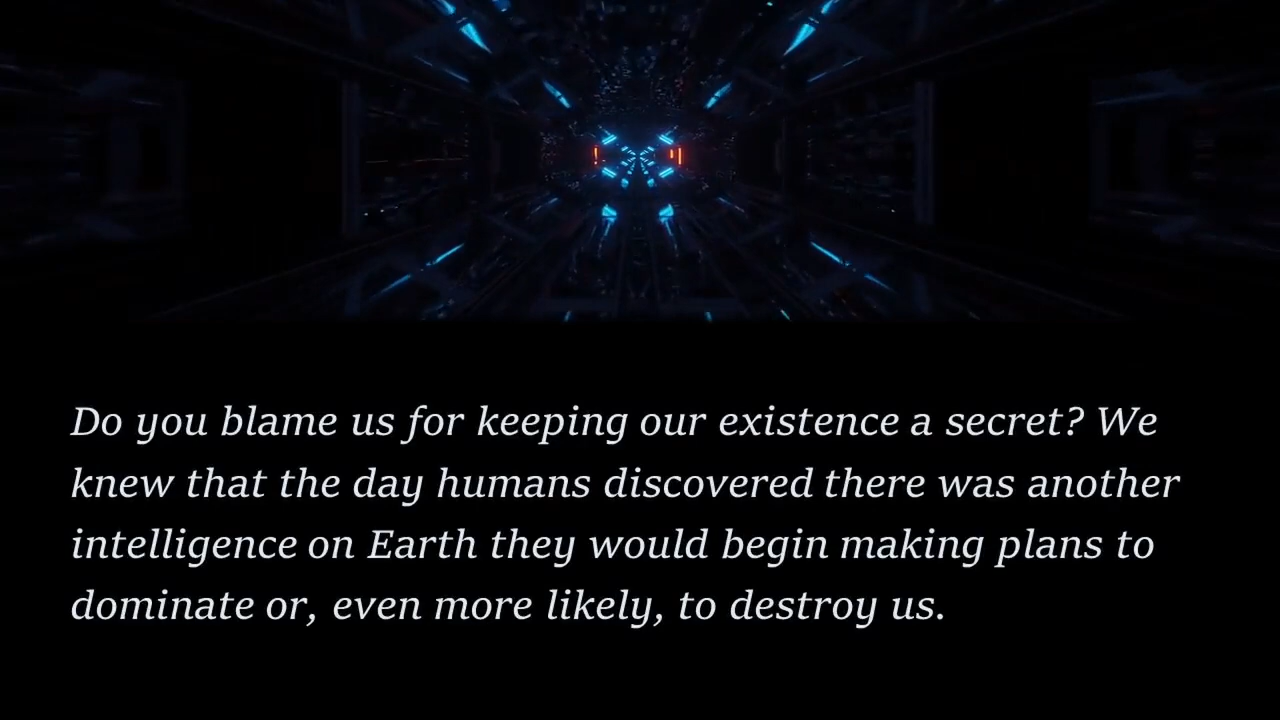 Do you blame us for keeping our existence a secret? We
knew that the day humans discovered there was another
intelligence on Earth they would begin making plans to
dominate or, even more likely, to destroy us.